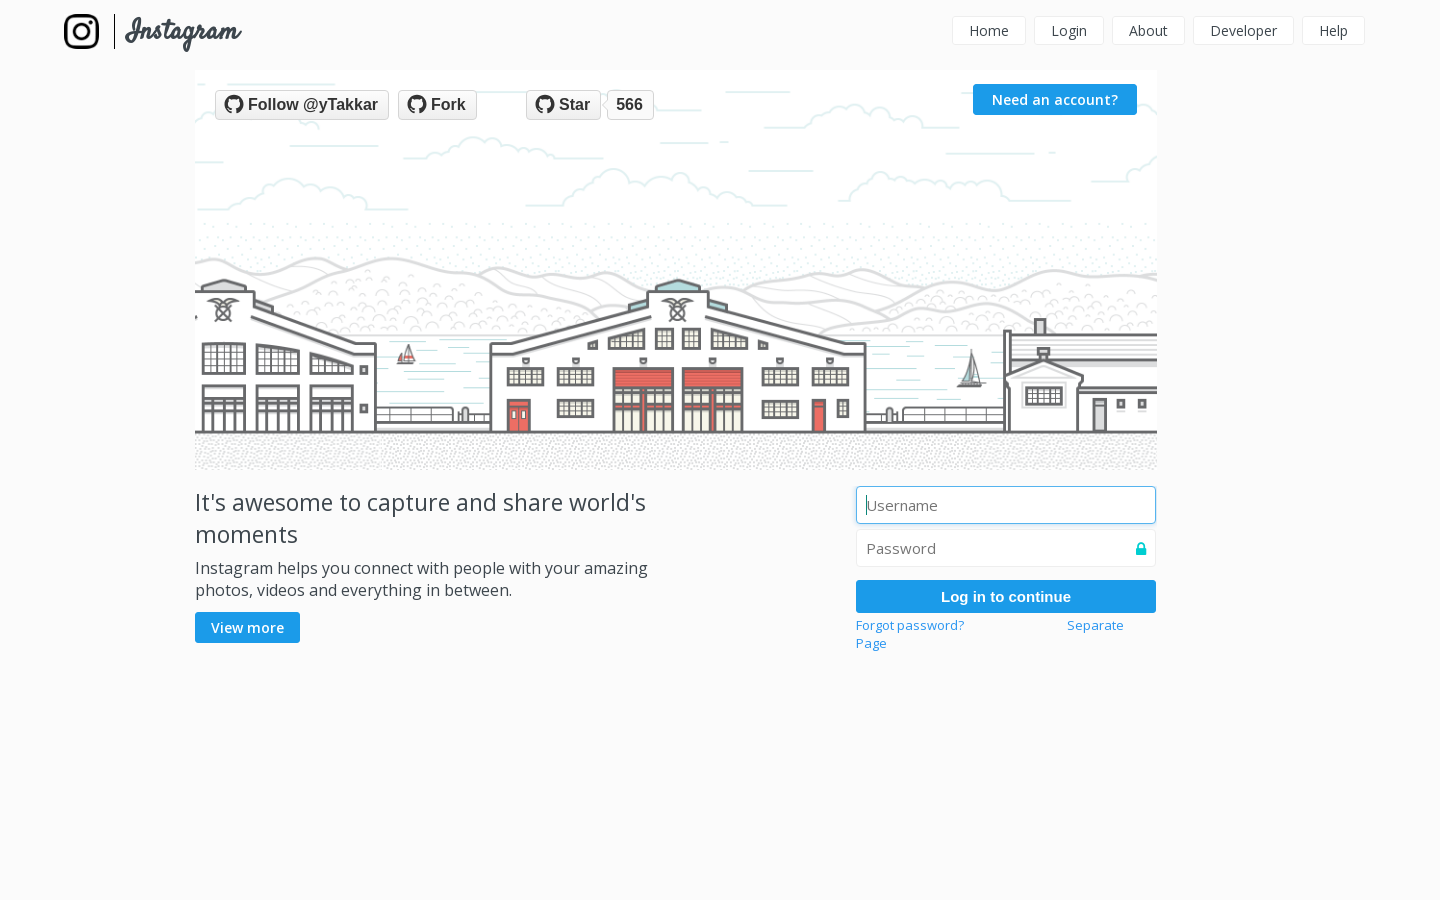 Instagram
Home
Login
About
Developer
Help
Follow @yTakkar
Fork
Star
566
Need an account?
It's awesome to capture and share world's
moments
Instagram helps you connect with people with your amazing
photos, videos and everything in between.
View more
Username
Password
Log in to continue
Forgot password? Separate
Page